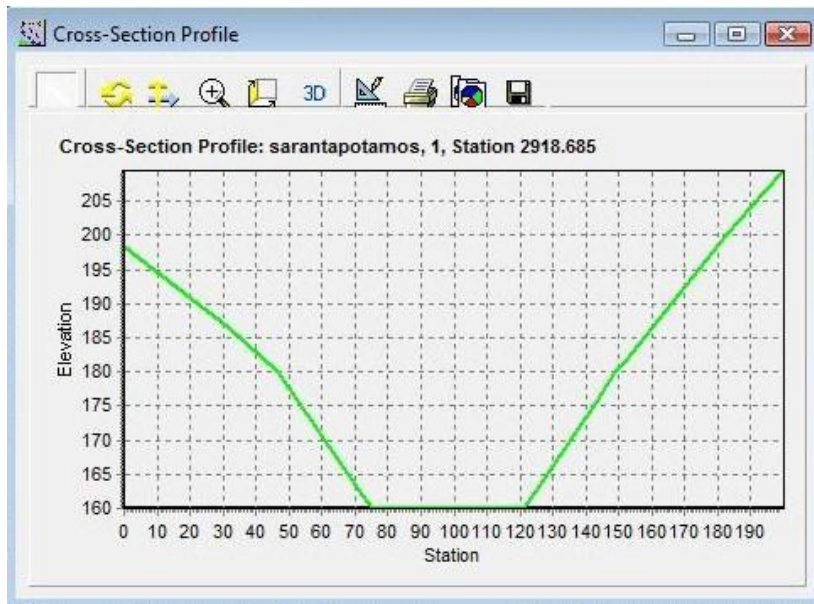 Cross-Section Profile
3D
Cross-Section Profile: sarantapotamos, 1, Station 2918.685
205
200
195
190
185
180
175
170
165
160
Elevation
0 10 20 30 40 50 60 70 80 90 100 110 120 130 140 150 160 170 180 190
Station